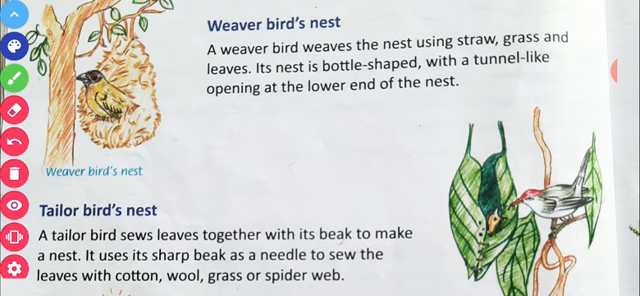 Weaver bird's nest
A weaver bird weaves the nest using straw, grass and
leaves. Its nest is bottle-shaped, with a tunnel-like
opening at the lower end of the nest.
Weaver bird's nest
Tailor bird's nest
A tailor bird sews leaves together with its beak to make
a nest. It uses its sharp beak as a needle to sew the
leaves with cotton, wool, grass or spider web.